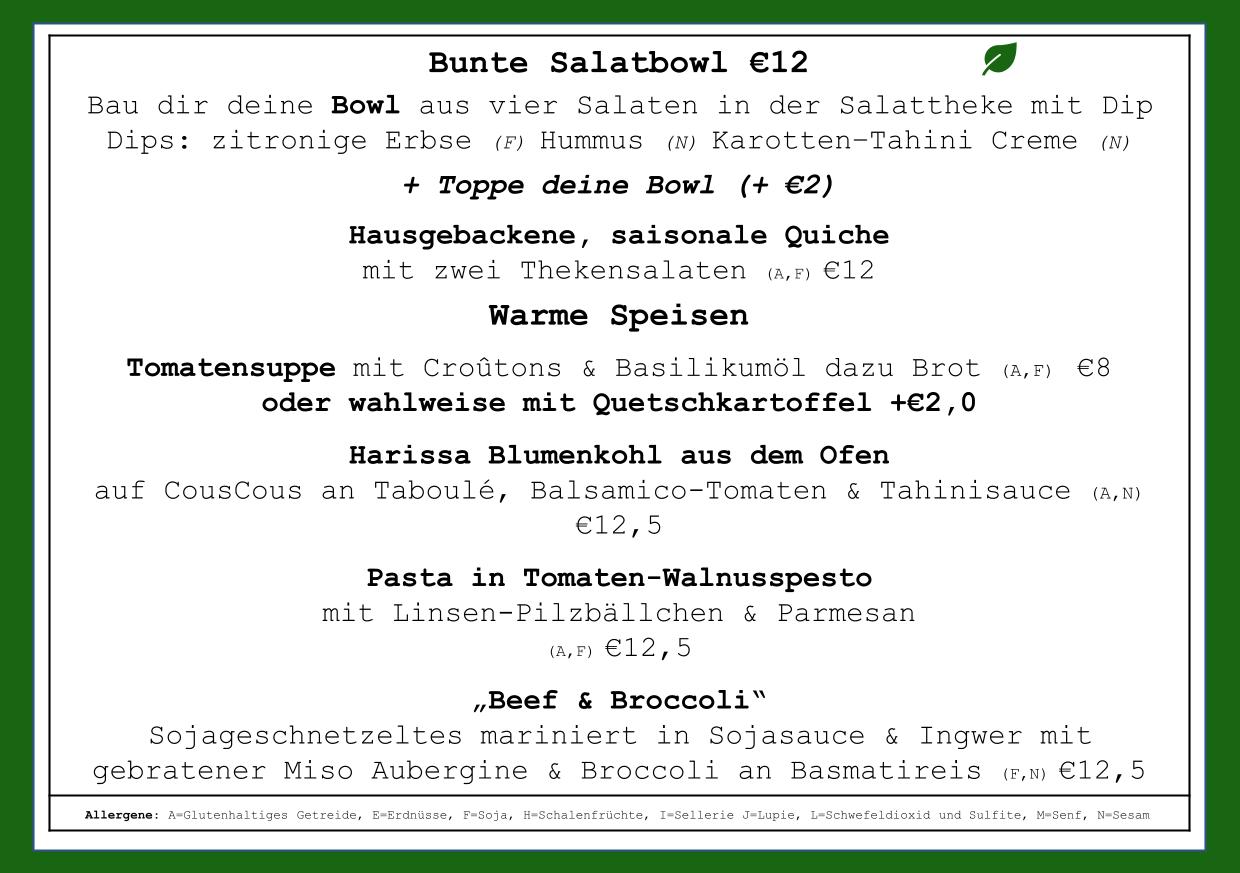 Bunte Salatbowl €12
Bau dir deine Bowl aus vier Salaten in der Salattheke mit Dip
Dips: zitronige Erbse (F) Hummus (N) Karotten-Tahini Creme (N)
+ Toppe deine Bowl (+ €2)
Hausgebackene, saisonale Quiche
mit zwei Thekensalaten (A,F) €12
Warme Speisen
Tomatensuppe mit Croûtons & Basilikumöl dazu Brot (A,F) €8
oder wahlweise mit Quetschkartoffel +€2,0
Harissa Blumenkohl aus dem Ofen
auf CousCous an Taboulé, Balsamico-Tomaten & Tahinisauce (A,N)
€12,5
Pasta in Tomaten-Walnusspesto
mit Linsen-Pilzbällchen & Parmesan
(A,F) €12,5
„Beef & Broccoli“
Sojageschnetzeltes mariniert in Sojasauce & Ingwer mit
gebratener Miso Aubergine & Broccoli an Basmatireis (F,N) €12,5
Allergene: A=Glutenhaltiges Getreide, E=Erdnüsse, F=Soja, H=Schalenfrüchte, I=Sellerie J=Lupie, L=Schwefeldioxid und Sulfite, M=Senf, N=Sesam